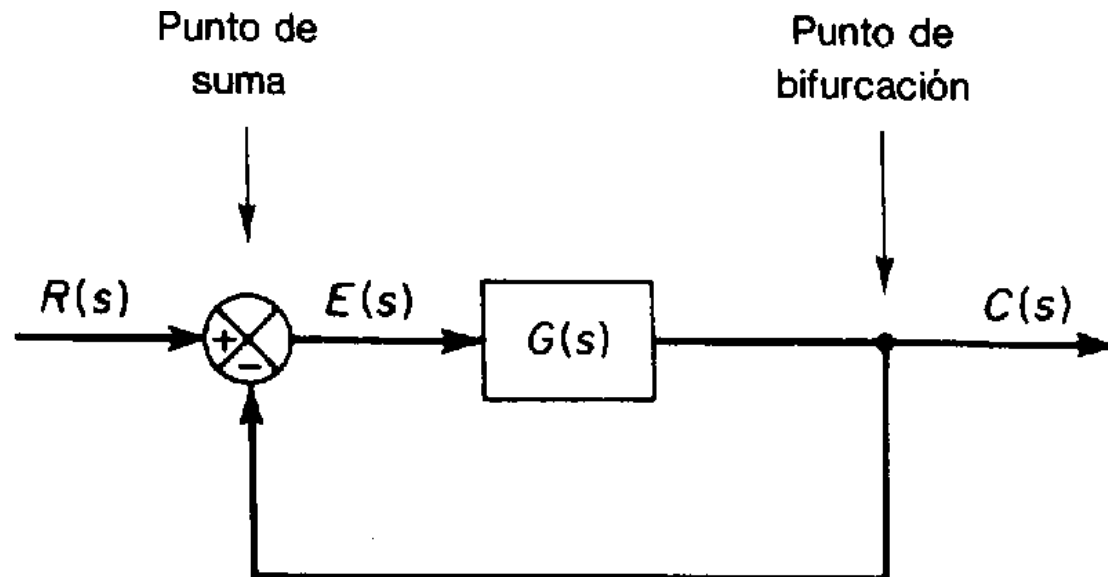 Punto de
suma
Punto de
bifurcación
R(s)
+
−
E(s)
G(s)
C(s)